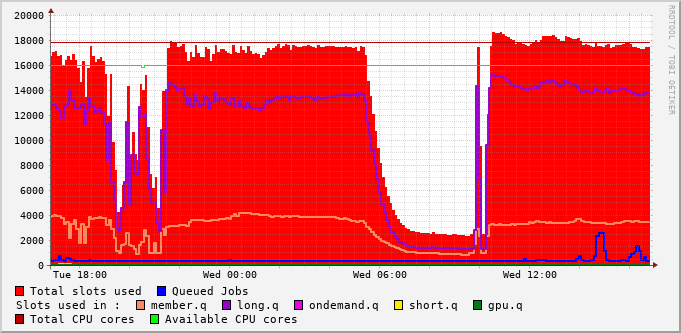 20000
18000
16000
14000
12000
10000
8000
6000
4000
2000
0
Tue 18:00 Wed 00:00 Wed 06:00 Wed 12:00
Total slots used Queued Jobs
Slots used in : member.q long.q ondemand.q short.q gpu.q
Total CPU cores Available CPU cores
RRDTOOL / TOBI OETIKER